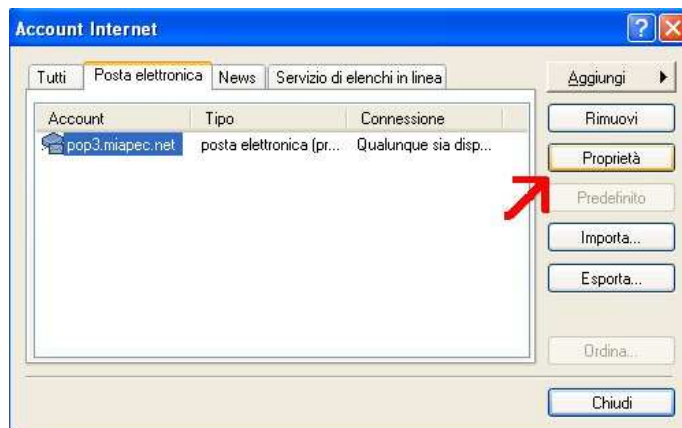 Account Internet
Tutti Posta elettronica News Servizio di elenchi in linea
Aggiungi
Account Tipo Connessione
Rimuovi
pop3.miapec.net posta elettronica (pr... Qualunque sia disp...
Proprietà
Predefinito
Importa...
Esporta...
Ordina...
Chiudi